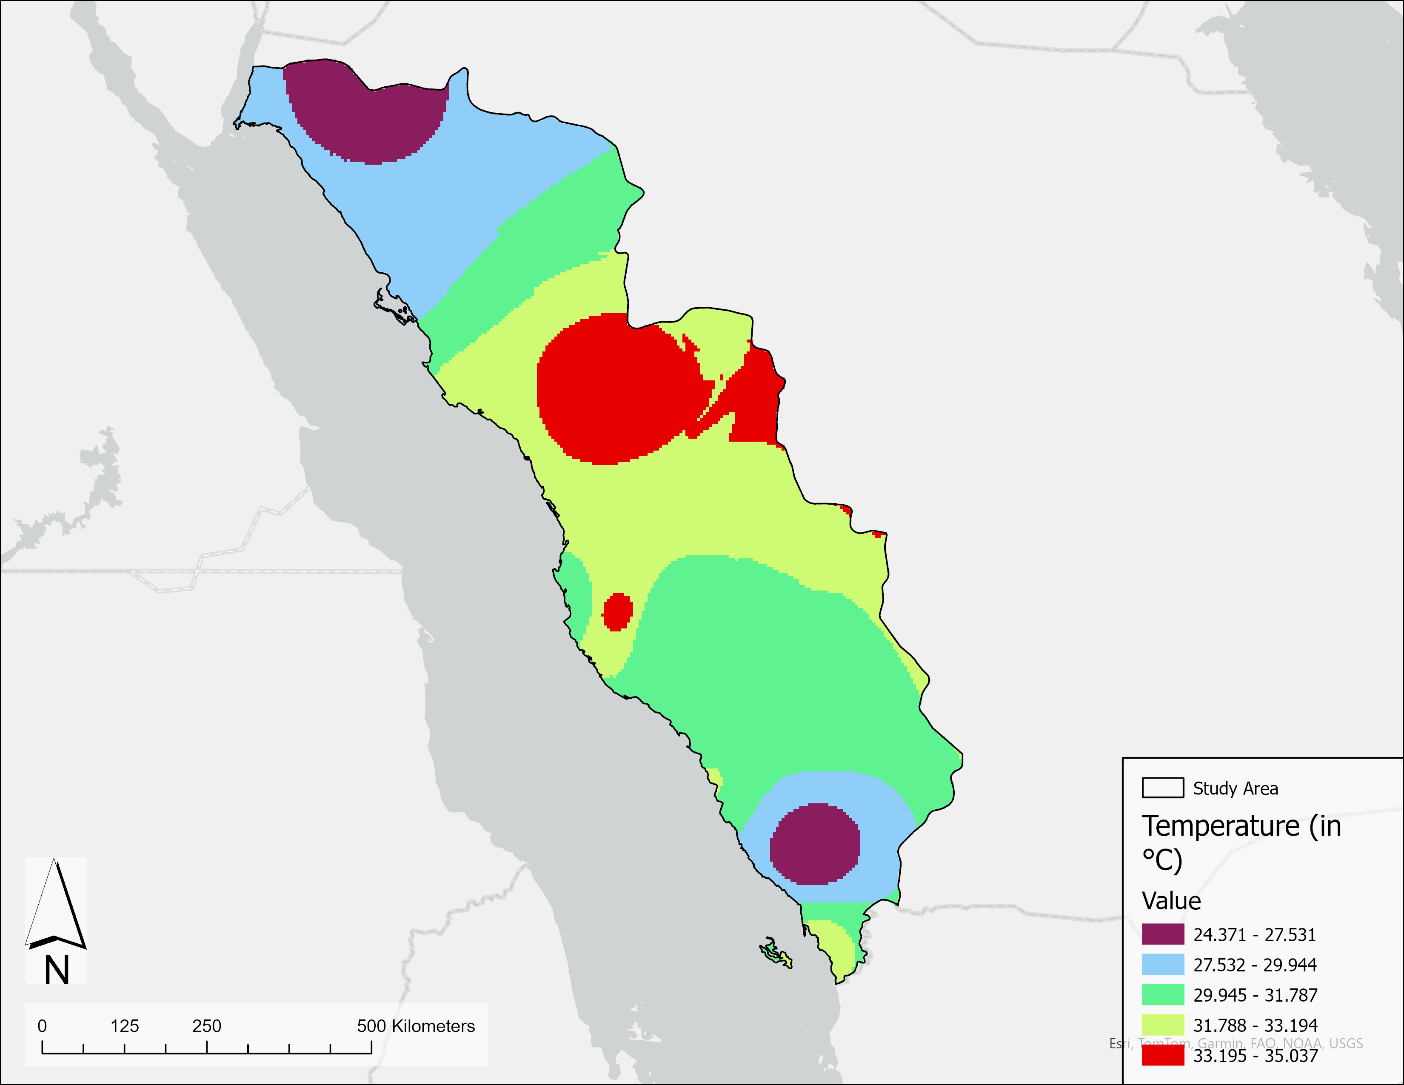 Study Area
Temperature (in
°C)
Value
24.371 - 27.531
27.532 - 29.944
29.945 - 31.787
31.788 - 33.194
Esri, TomTom, Garmin, FAO, NOAA, USGS
33.195 - 35.037
N
0 125 250 500 Kilometers